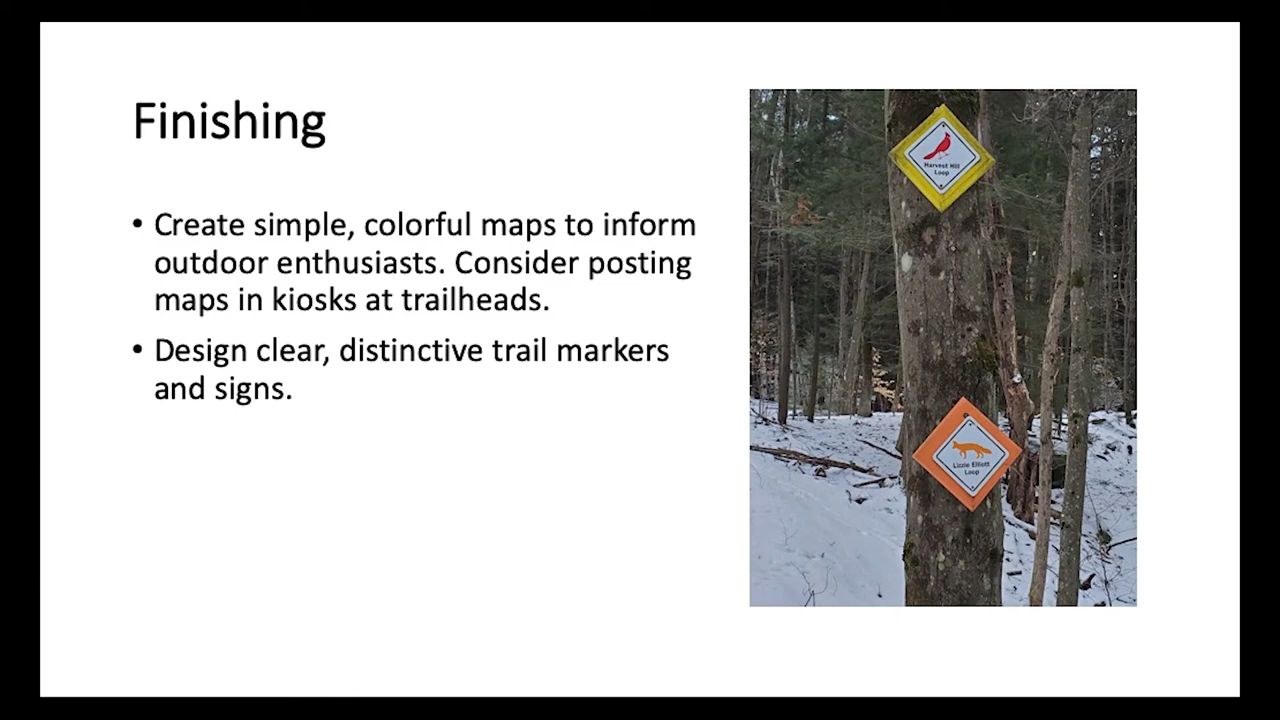 Finishing
• Create simple, colorful maps to inform
outdoor enthusiasts. Consider posting
maps in kiosks at trailheads.
• Design clear, distinctive trail markers
and signs.
Harvest Hill
Loop
Lizzie Elliott
Loop